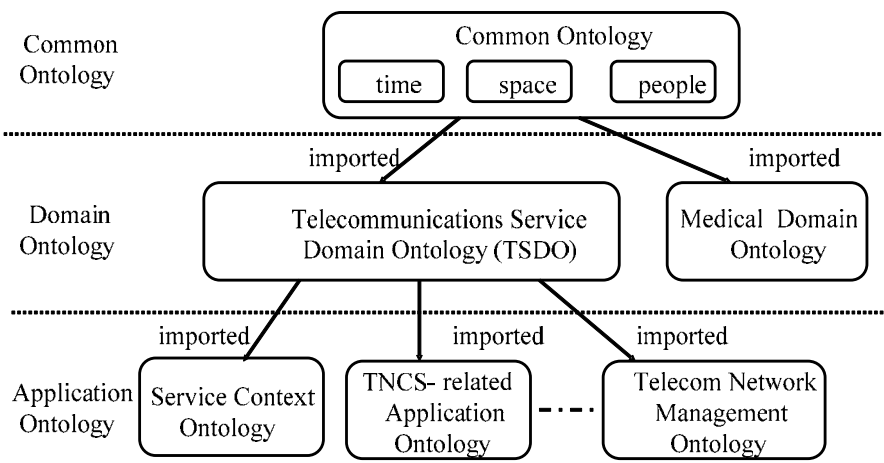 Common
Ontology
Common Ontology
time
space
people
imported
imported
Domain
Ontology
Telecommunications Service
Domain Ontology (TSDO)
Medical Domain
Ontology
imported
imported
imported
Application
Ontology
Service Context
Ontology
TNCS- related
Application
Ontology
Telecom Network
Management
Ontology